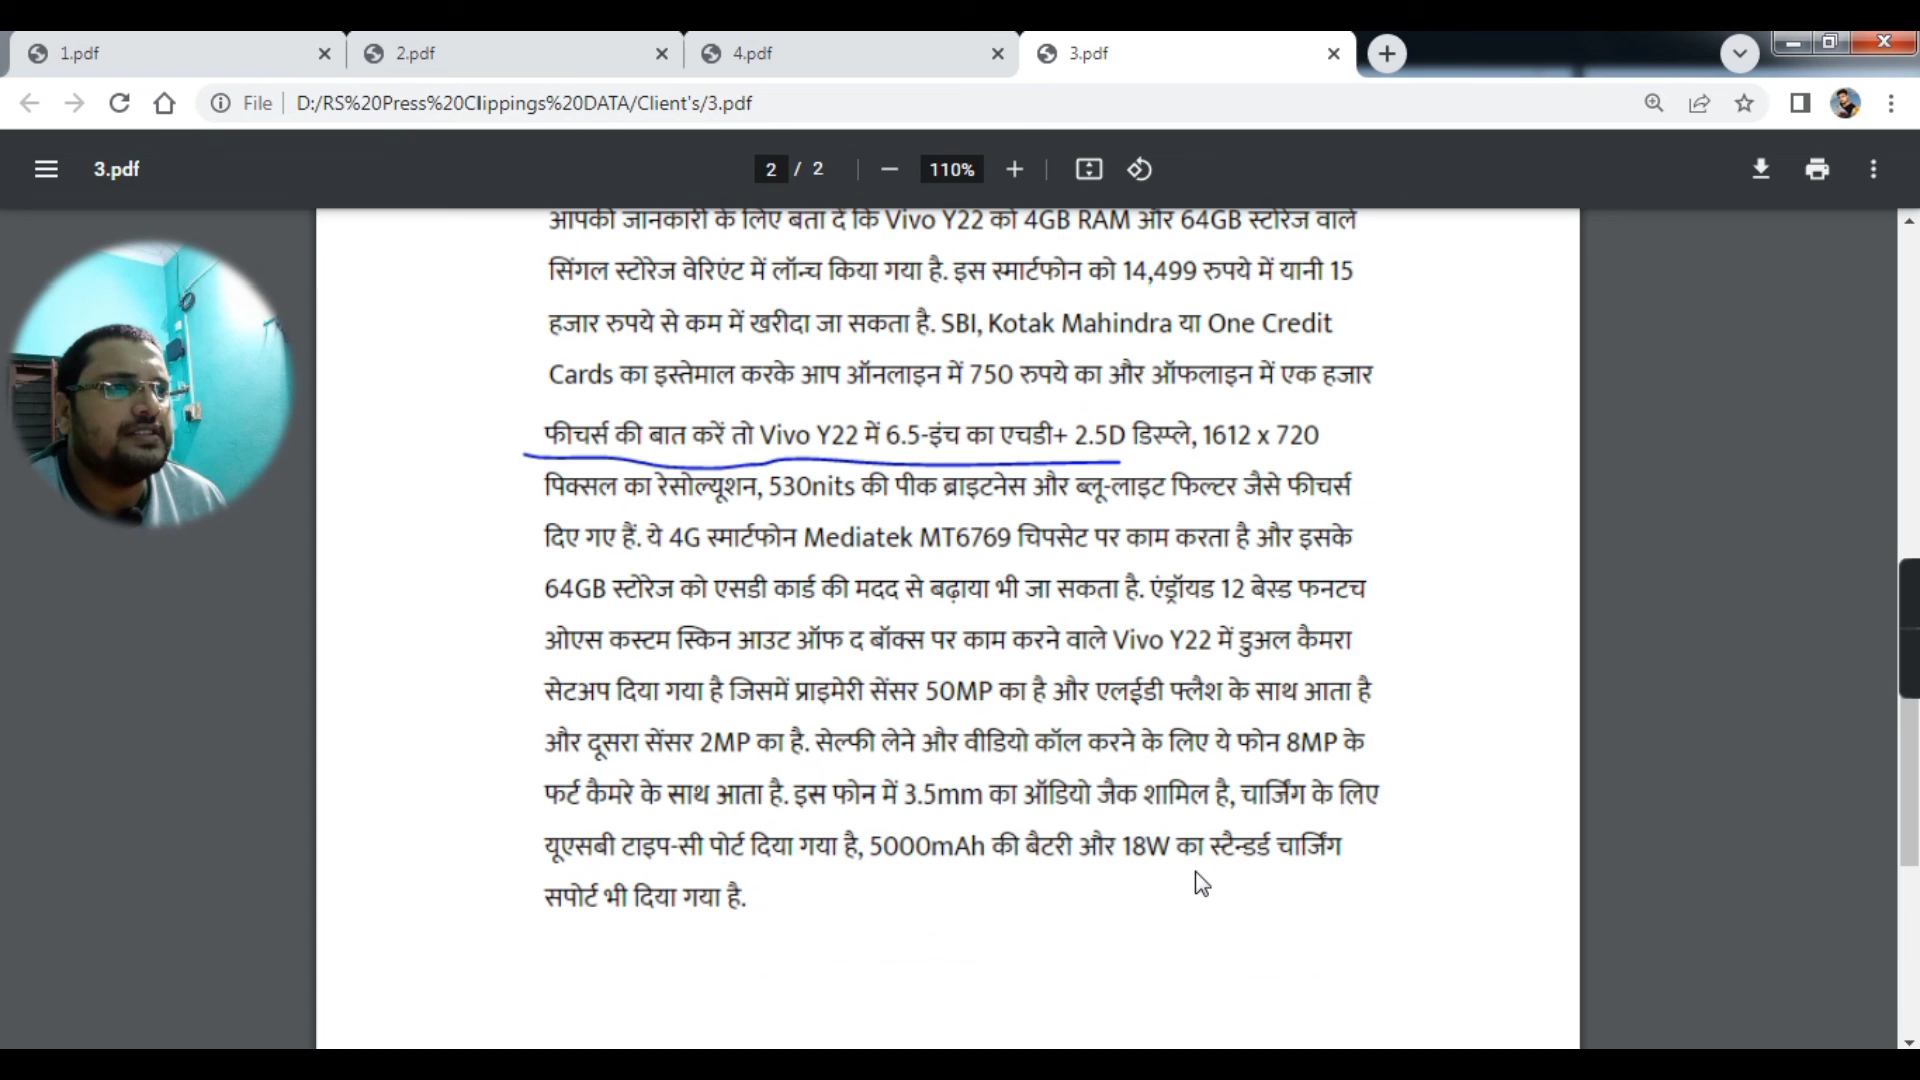 1.pdf
2.pdf
4.pdf
3.pdf
File D:/RS%20Press%20Clippings%20DATA/Client's/3.pdf
3.pdf
2 / 2
110%
आपकी जानकारी के लिए बता दें कि Vivo Y22 को 4GB RAM और 64GB स्टोरेज वाले
सिंगल स्टोरेज वेरिएंट में लॉन्च किया गया है. इस स्मार्टफोन को 14,499 रुपये में यानी 15
हजार रुपये से कम में खरीदा जा सकता है. SBI, Kotak Mahindra या One Credit
Cards का इस्तेमाल करके आप ऑनलाइन में 750 रुपये का और ऑफलाइन में एक हजार
फीचर्स की बात करें तो Vivo Y22 में 6.5-इंच का एचडी+ 2.5D डिस्प्ले, 1612 x 720
पिक्सल का रेसोल्यूशन, 530nits की पीक ब्राइटनेस और ब्लू-लाइट फिल्टर जैसे फीचर्स
दिए गए हैं. ये 4G स्मार्टफोन Mediatek MT6769 चिपसेट पर काम करता है और इसके
64GB स्टोरेज को एसडी कार्ड की मदद से बढ़ाया भी जा सकता है. एंड्रॉयड 12 बेस्ड फनटच
ओएस कस्टम स्किन आउट ऑफ द बॉक्स पर काम करने वाले Vivo Y22 में डुअल कैमरा
सेटअप दिया गया है जिसमें प्राइमेरी सेंसर 50MP का है और एलईडी फ्लैश के साथ आता है
और दूसरा सेंसर 2MP का है. सेल्फी लेने और वीडियो कॉल करने के लिए ये फोन 8MP के
फर्ट कैमरे के साथ आता है. इस फोन में 3.5mm का ऑडियो जैक शामिल है, चार्जिंग के लिए
यूएसबी टाइप-सी पोर्ट दिया गया है, 5000mAh की बैटरी और 18W का स्टैन्डर्ड चार्जिंग
सपोर्ट भी दिया गया है.